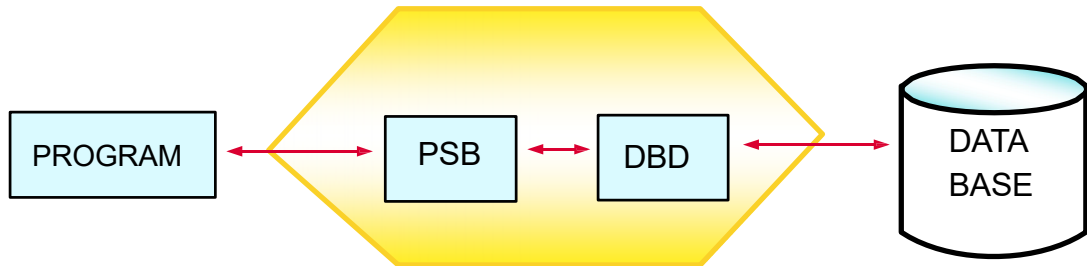 PROGRAM
PSB
DBD
DATA
BASE